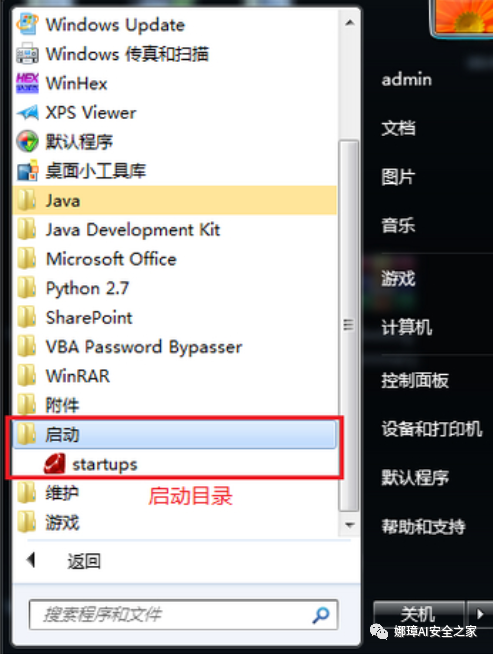 Windows Update
Windows 传真和扫描
HEX
WinHex
XPS Viewer
默认程序
桌面小工具库
Java
Java Development Kit
Microsoft Office
Python 2.7
SharePoint
VBA Password Bypasser
WinRAR
附件
启动
startups
维护
启动目录
游戏
返回
搜索程序和文件
admin
文档
图片
音乐
游戏
计算机
控制面板
设备和打印机
默认程序
帮助和支持
关机
娜璋AI安全之家